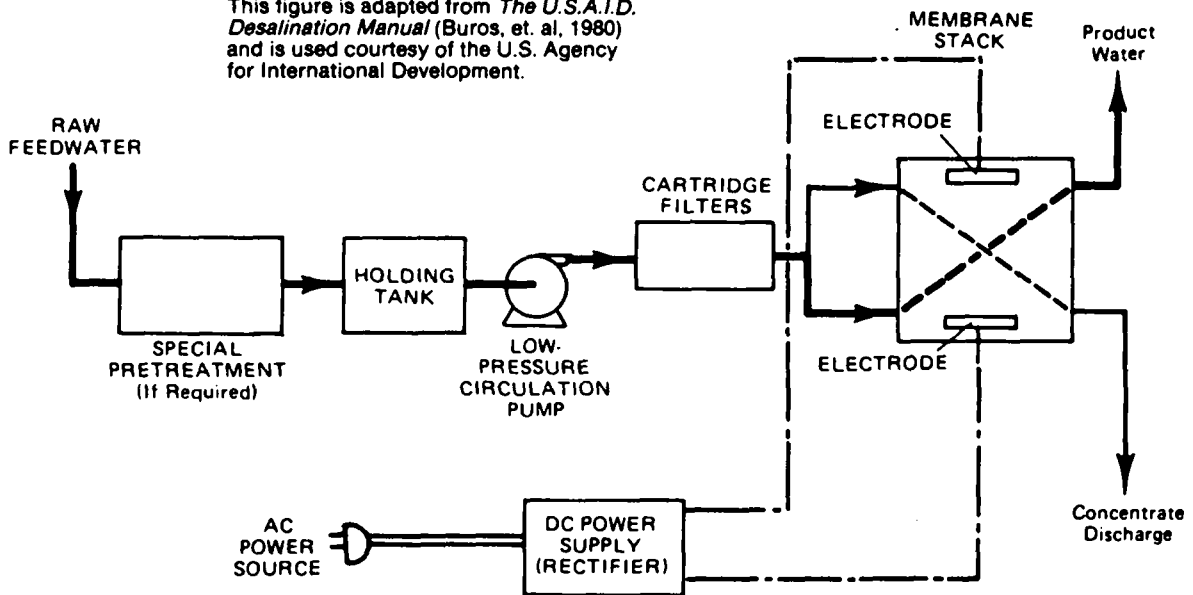 This figure is adapted from The U.S.A.I.D.
Desalination Manual (Buros, et. al, 1980)
and is used courtesy of the U.S. Agency
for International Development.
MEMBRANE
STACK
Product
Water
RAW
FEEDWATER
ELECTRODE
CARTRIDGE
FILTERS
HOLDING
TANK
SPECIAL
PRETREATMENT
(If Required)
LOW-
PRESSURE
CIRCULATION
PUMP
ELECTRODE
AC
POWER
SOURCE
DC POWER
SUPPLY
(RECTIFIER)
Concentrate
Discharge